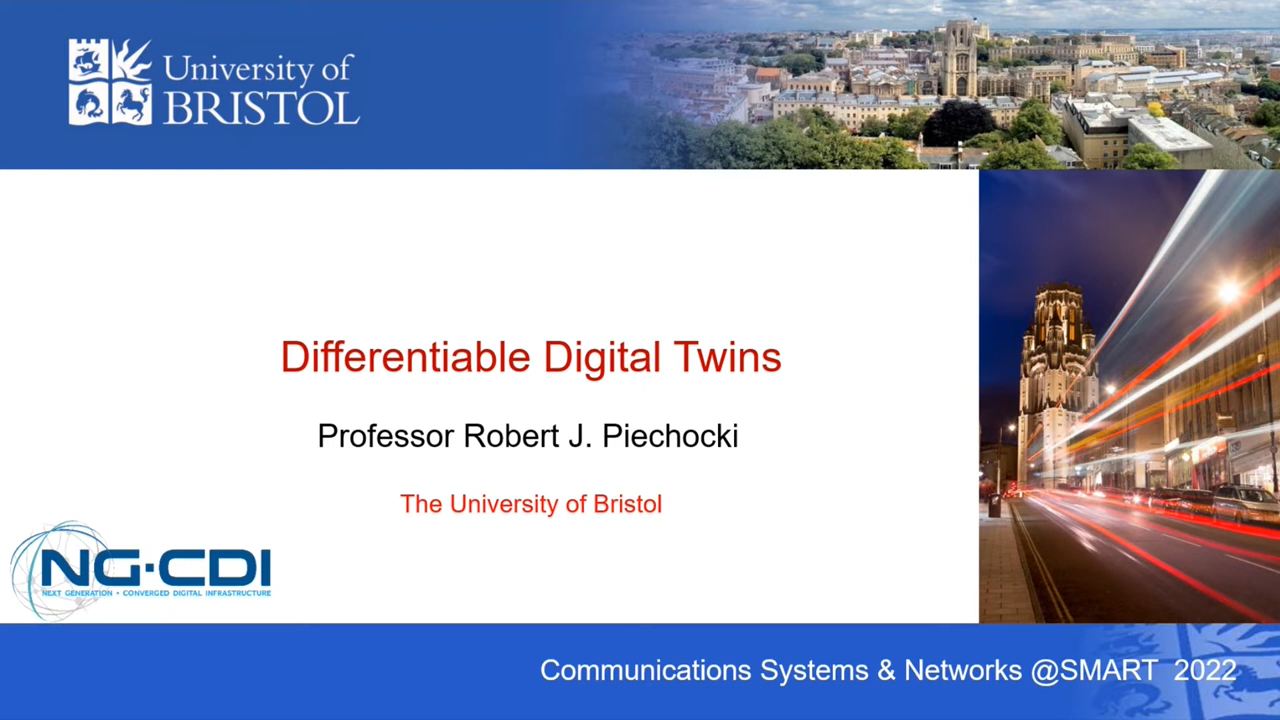 University of
BRISTOL
Differentiable Digital Twins
Professor Robert J. Piechocki
The University of Bristol
NG·CDI
NEXT GENERATION · CONVERGED DIGITAL INFRASTRUCTURE
Communications Systems & Networks @SMART 2022